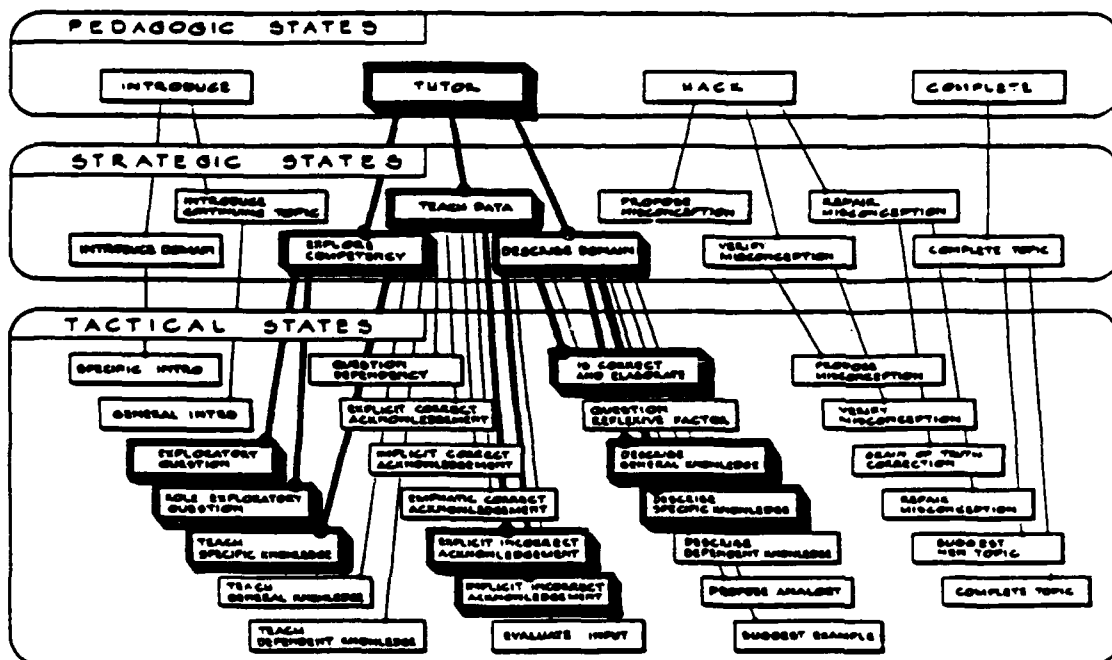 PEDAGOGIC STATES
INTRODUCE
TUTOR
HACK
COMPLETE
STRATEGIC STATES
INTRODUCE
CONTINUING TOPIC
TEACH DATA
PROPOSE
MISCONCEPTION
REPAIR
MISCONCEPTION
INTRODUCE DOMAIN
EXPLORE
COMPETENCY
DESCRIBE DOMAIN
VERIFY
MISCONCEPTION
COMPLETE TOPIC
TACTICAL STATES
SPECIFIC INTRO
QUESTION
DEPENDENCY
IS CORRECT
AND ELABORATE
PROPOSE
MISCONCEPTION
GENERAL INTRO
EXPLICIT CORRECT
ACKNOWLEDGEMENT
QUESTION
REFLEXIVE FACTOR
VERIFY
MISCONCEPTION
EXPLORATORY
QUESTION
IMPLICIT CORRECT
ACKNOWLEDGEMENT
DESCRIBE
GENERAL KNOWLEDGE
GRAIN OF TRUTH
CORRECTION
ROLE EXPLORATORY
QUESTION
EMPHATIC CORRECT
ACKNOWLEDGEMENT
DESCRIBE
SPECIFIC KNOWLEDGE
REPAIR
MISCONCEPTION
TEACH
SPECIFIC KNOWLEDGE
EXPLICIT INCORRECT
ACKNOWLEDGEMENT
DESCRIBE
DEPENDENT KNOWLEDGE
SUGGEST
NEW TOPIC
TEACH
GENERAL KNOWLEDGE
IMPLICIT INCORRECT
ACKNOWLEDGEMENT
PROPOSE ANALOGY
COMPLETE TOPIC
TEACH
DEPENDENT KNOWLEDGE
EVALUATE INPUT
SUGGEST EXAMPLE